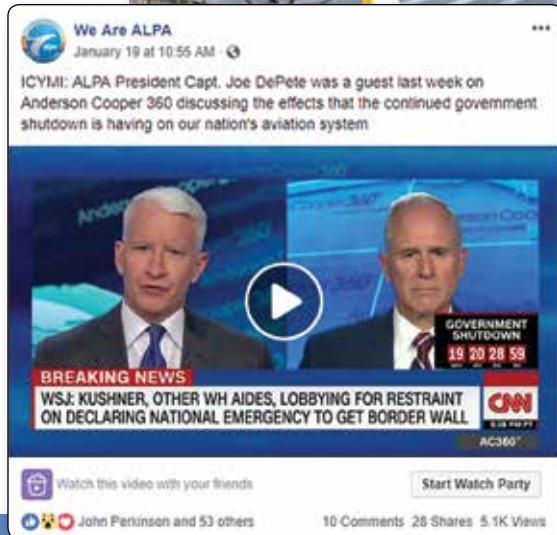 We Are ALPA
January 19 at 10:55 AM ·
ICYMI: ALPA President Capt. Joe DePete was a guest last week on
Anderson Cooper 360 discussing the effects that the continued government
shutdown is having on our nation's aviation system
GOVERNMENT
SHUTDOWN
19 20 28 59
BREAKING NEWS
WSJ: KUSHNER, OTHER WH AIDES, LOBBYING FOR RESTRAINT
ON DECLARING NATIONAL EMERGENCY TO GET BORDER WALL
CNN
AC360°
Watch this video with your friends
Start Watch Party
John Perkinson and 53 others
10 Comments 28 Shares 5.1K Views